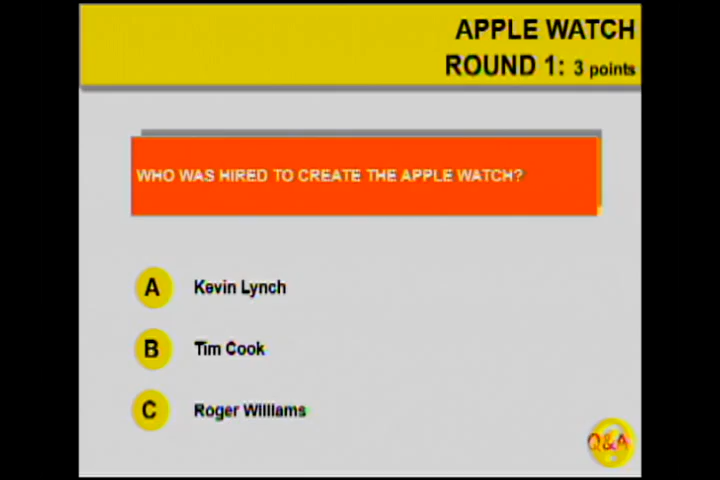 APPLE WATCH
ROUND 1: 3 points
WHO WAS HIRED TO CREATE THE APPLE WATCH?
A Kevin Lynch
B Tim Cook
C Roger Williams
Q&A